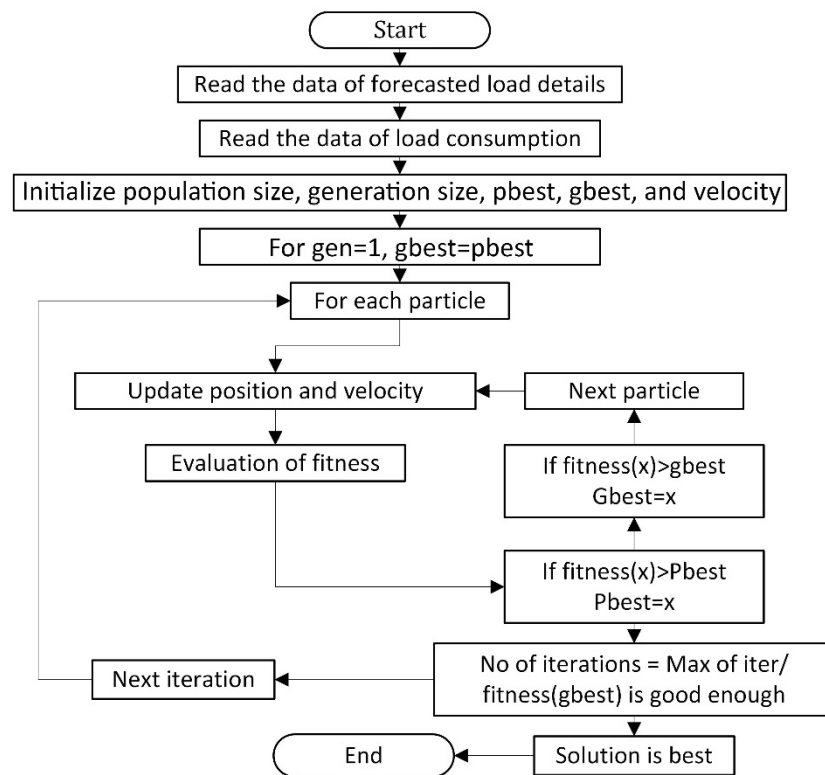 Start
Read the data of forecasted load details
Read the data of load consumption
Initialize population size, generation size, pbest, gbest, and velocity
For gen=1, gbest=pbest
For each particle
Update position and velocity
Next particle
Evaluation of fitness
If fitness(x)>gbest
Gbest=x
If fitness(x)>Pbest
Pbest=x
No of iterations = Max of iter/
fitness(gbest) is good enough
Next iteration
Solution is best
End